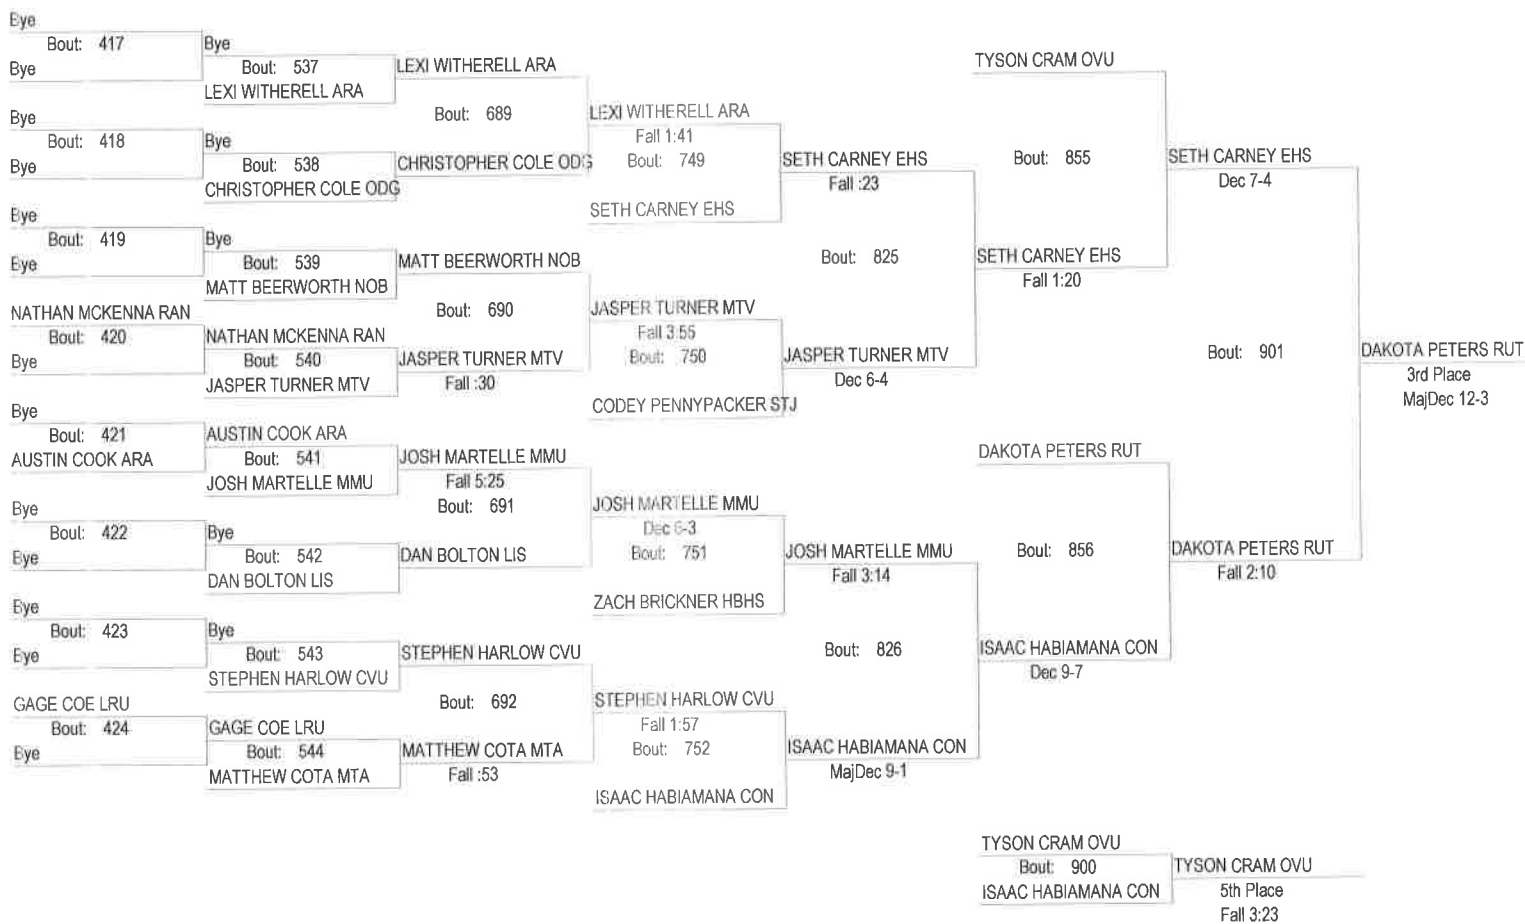 Bye
Bout: 417
Bye
Bye
Bout: 418
Bye
Bye
Bout: 419
Bye
NATHAN MCKENNA RAN
Bout: 420
Bye
Bye
Bout: 421
AUSTIN COOK ARA
Bye
Bout: 422
Bye
Bye
Bout: 423
Bye
GAGE COE LRU
Bout: 424
Bye
Bye
Bout: 537
LEXI WITHERELL ARA
Bye
Bout: 538
CHRISTOPHER COLE ODG
Bye
Bout: 539
MATT BEERWORTH NOB
NATHAN MCKENNA RAN
Bout: 540
JASPER TURNER MTV
AUSTIN COOK ARA
Bout: 541
JOSH MARTELLE MMU
Bye
Bout: 542
DAN BOLTON LIS
Bye
Bout: 543
STEPHEN HARLOW CVU
GAGE COE LRU
Bout: 544
MATTHEW COTA MTA
LEXI WITHERELL ARA
Bout: 689
CHRISTOPHER COLE ODG
MATT BEERWORTH NOB
Bout: 690
JASPER TURNER MTV
Fall :30
JOSH MARTELLE MMU
Fall 5:25
Bout: 691
DAN BOLTON LIS
STEPHEN HARLOW CVU
Bout: 692
MATTHEW COTA MTA
Fall :53
LEXI WITHERELL ARA
Fall 1:41
Bout: 749
SETH CARNEY EHS
JASPER TURNER MTV
Fall 3:55
Bout: 750
CODEY PENNYPACKER STJ
JOSH MARTELLE MMU
Dec 6-3
Bout: 751
ZACH BRICKNER HBHS
STEPHEN HARLOW CVU
Fall 1:57
Bout: 752
ISAAC HABIAMANA CON
SETH CARNEY EHS
Fall :23
Bout: 825
JASPER TURNER MTV
Dec 6-4
JOSH MARTELLE MMU
Fall 3:14
Bout: 826
ISAAC HABIAMANA CON
MajDec 9-1
TYSON CRAM OVU
Bout: 855
SETH CARNEY EHS
Fall 1:20
DAKOTA PETERS RUT
Bout: 856
ISAAC HABIAMANA CON
Dec 9-7
SETH CARNEY EHS
Dec 7-4
Bout: 901
DAKOTA PETERS RUT
Fall 2:10
DAKOTA PETERS RUT
3rd Place
MajDec 12-3
TYSON CRAM OVU
Bout: 900
ISAAC HABIAMANA CON
TYSON CRAM OVU
5th Place
Fall 3:23